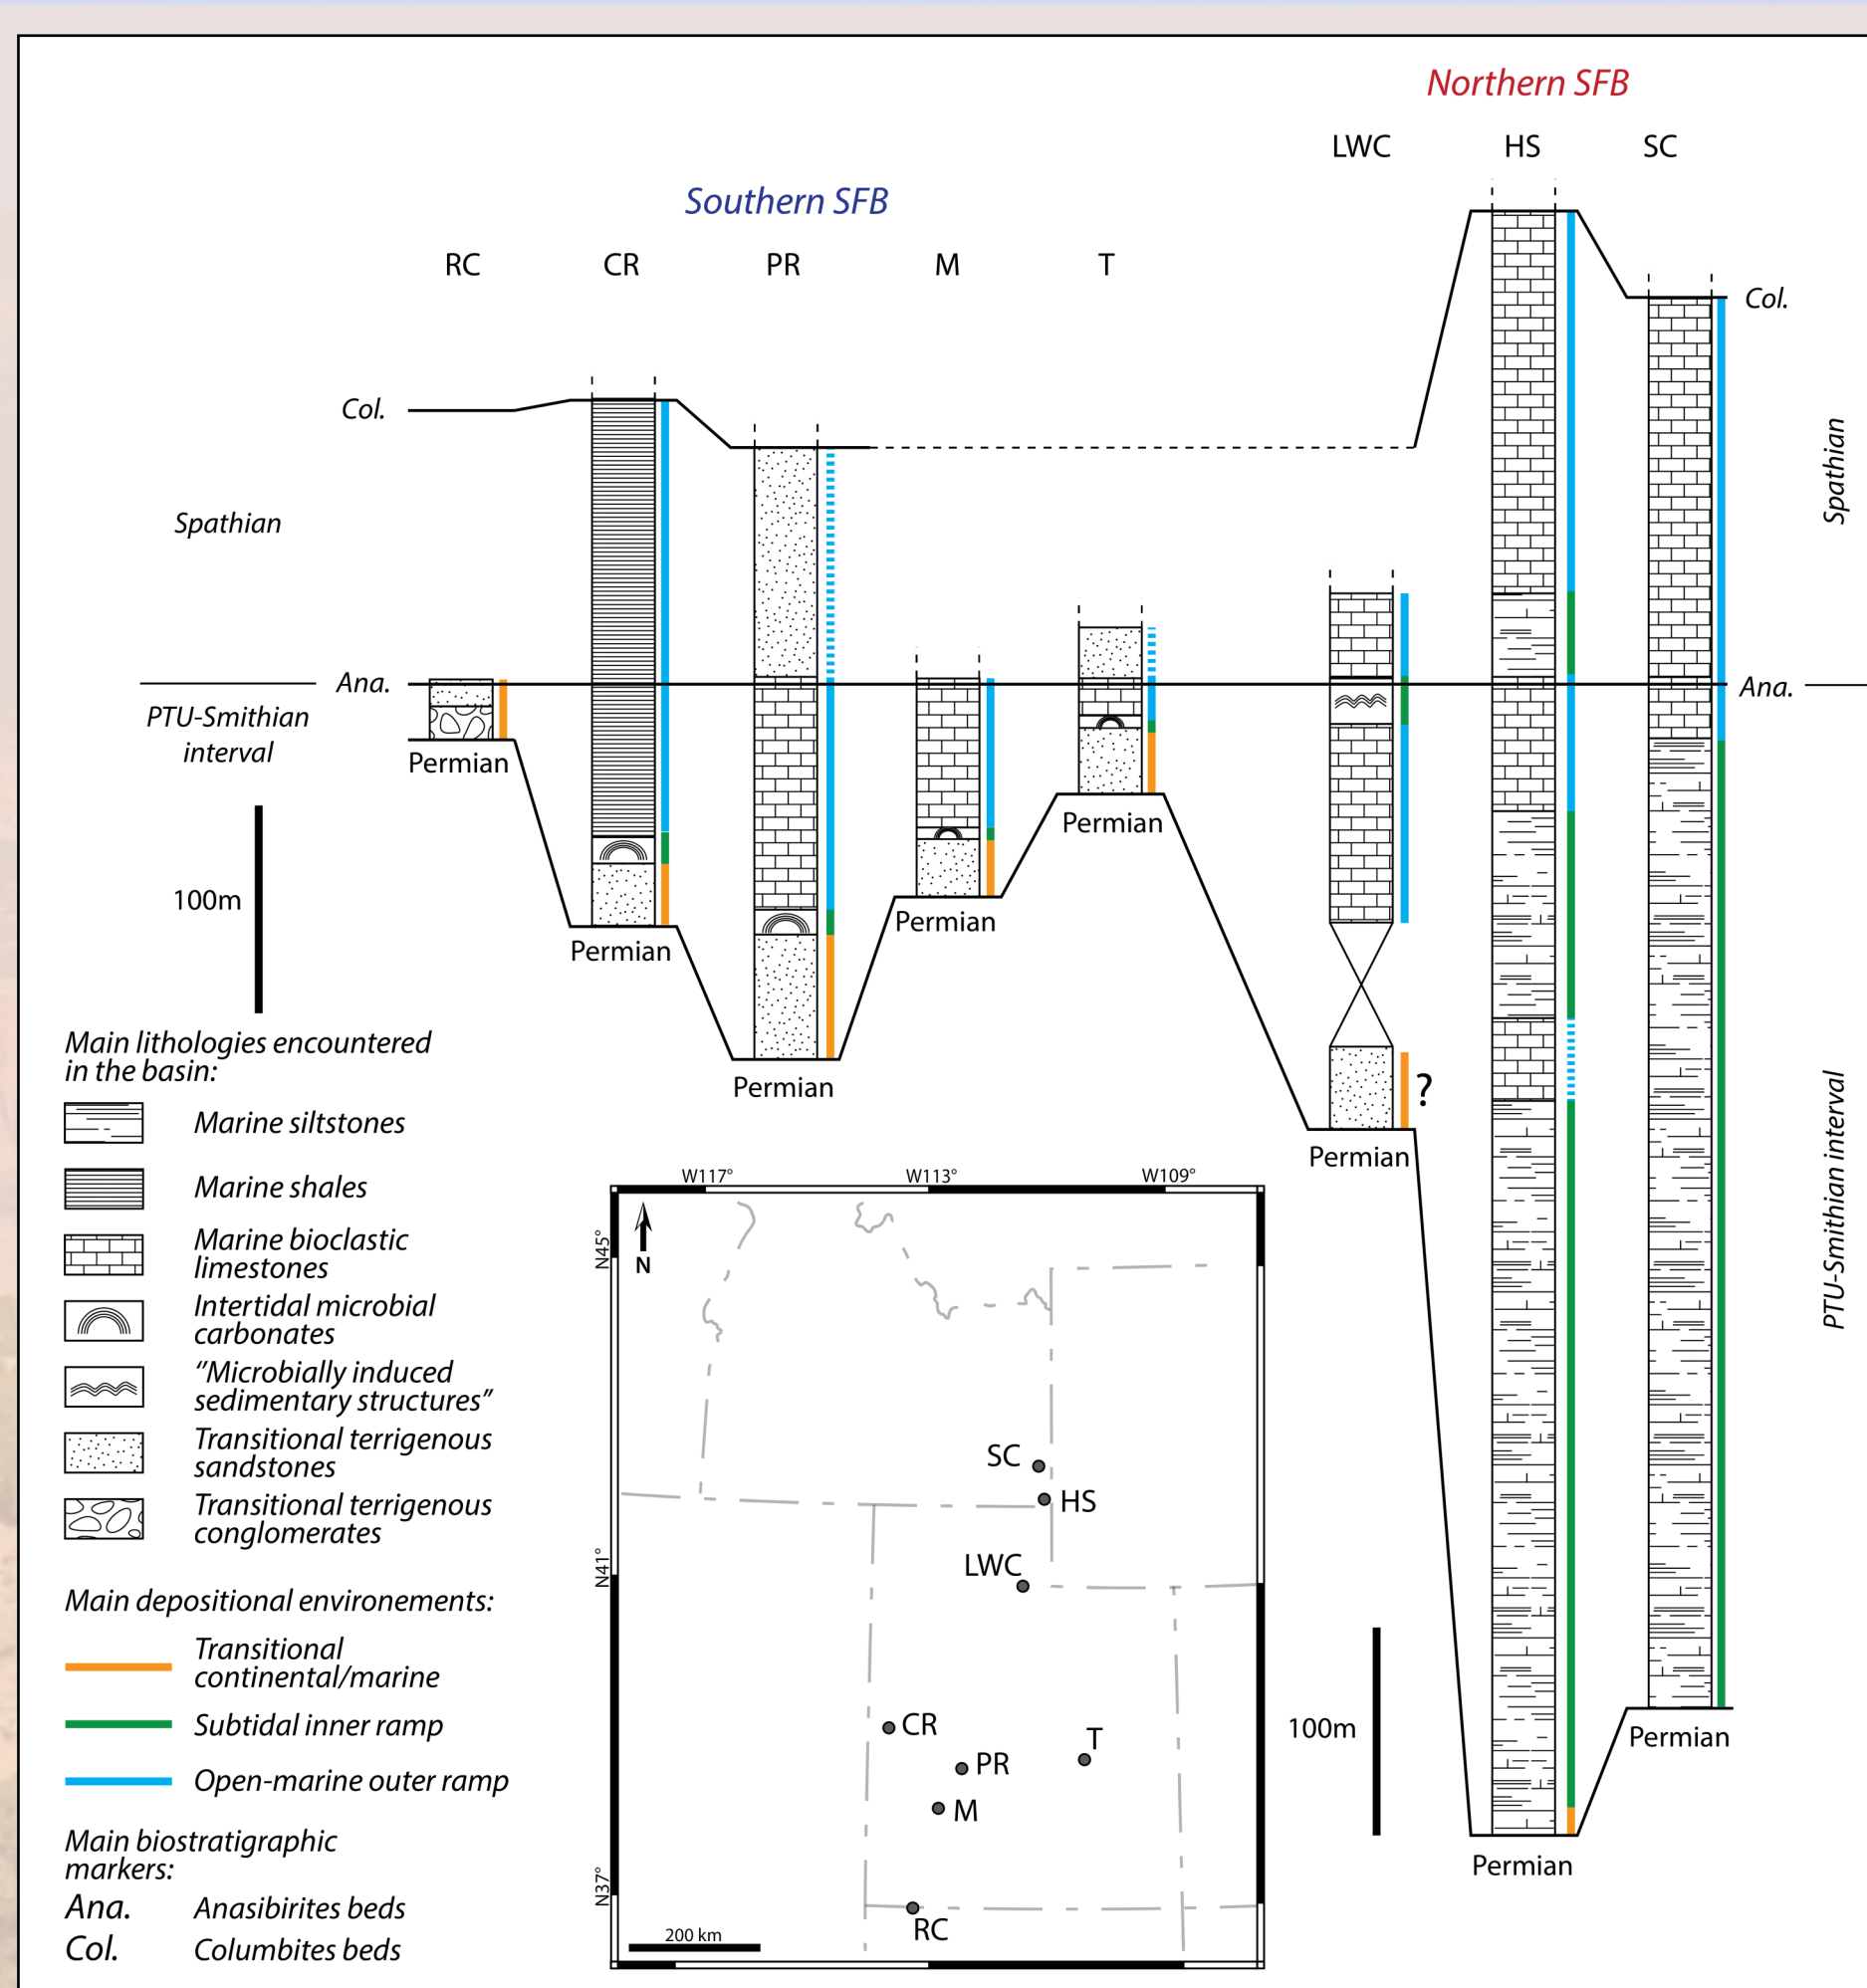 Northern SFB
LWC
HS
SC
Southern SFB
RC
CR
PR
M
T
Col.
Col.
Spathian
Spathian
Ana.
Ana.
PTU-Smithian
interval
PTU-Smithian interval
Permian
Permian
Permian
Permian
Permian
Permian
Permian
Permian
?
100m
Main lithologies encountered
in the basin:
Marine siltstones
Marine shales
Marine bioclastic
limestones
Intertidal microbial
carbonates
"Microbially induced
sedimentary structures"
Transitional terrigenous
sandstones
Transitional terrigenous
conglomerates
Main depositional environements:
Transitional
continental/marine
Subtidal inner ramp
Open-marine outer ramp
Main biostratigraphic
markers:
Ana. Anasibirites beds
Col. Columbites beds
W117° W113° W109°
N45°
N
SC
HS
N41°
LWC
CR
T
PR
M
N37°
RC
200 km
100m